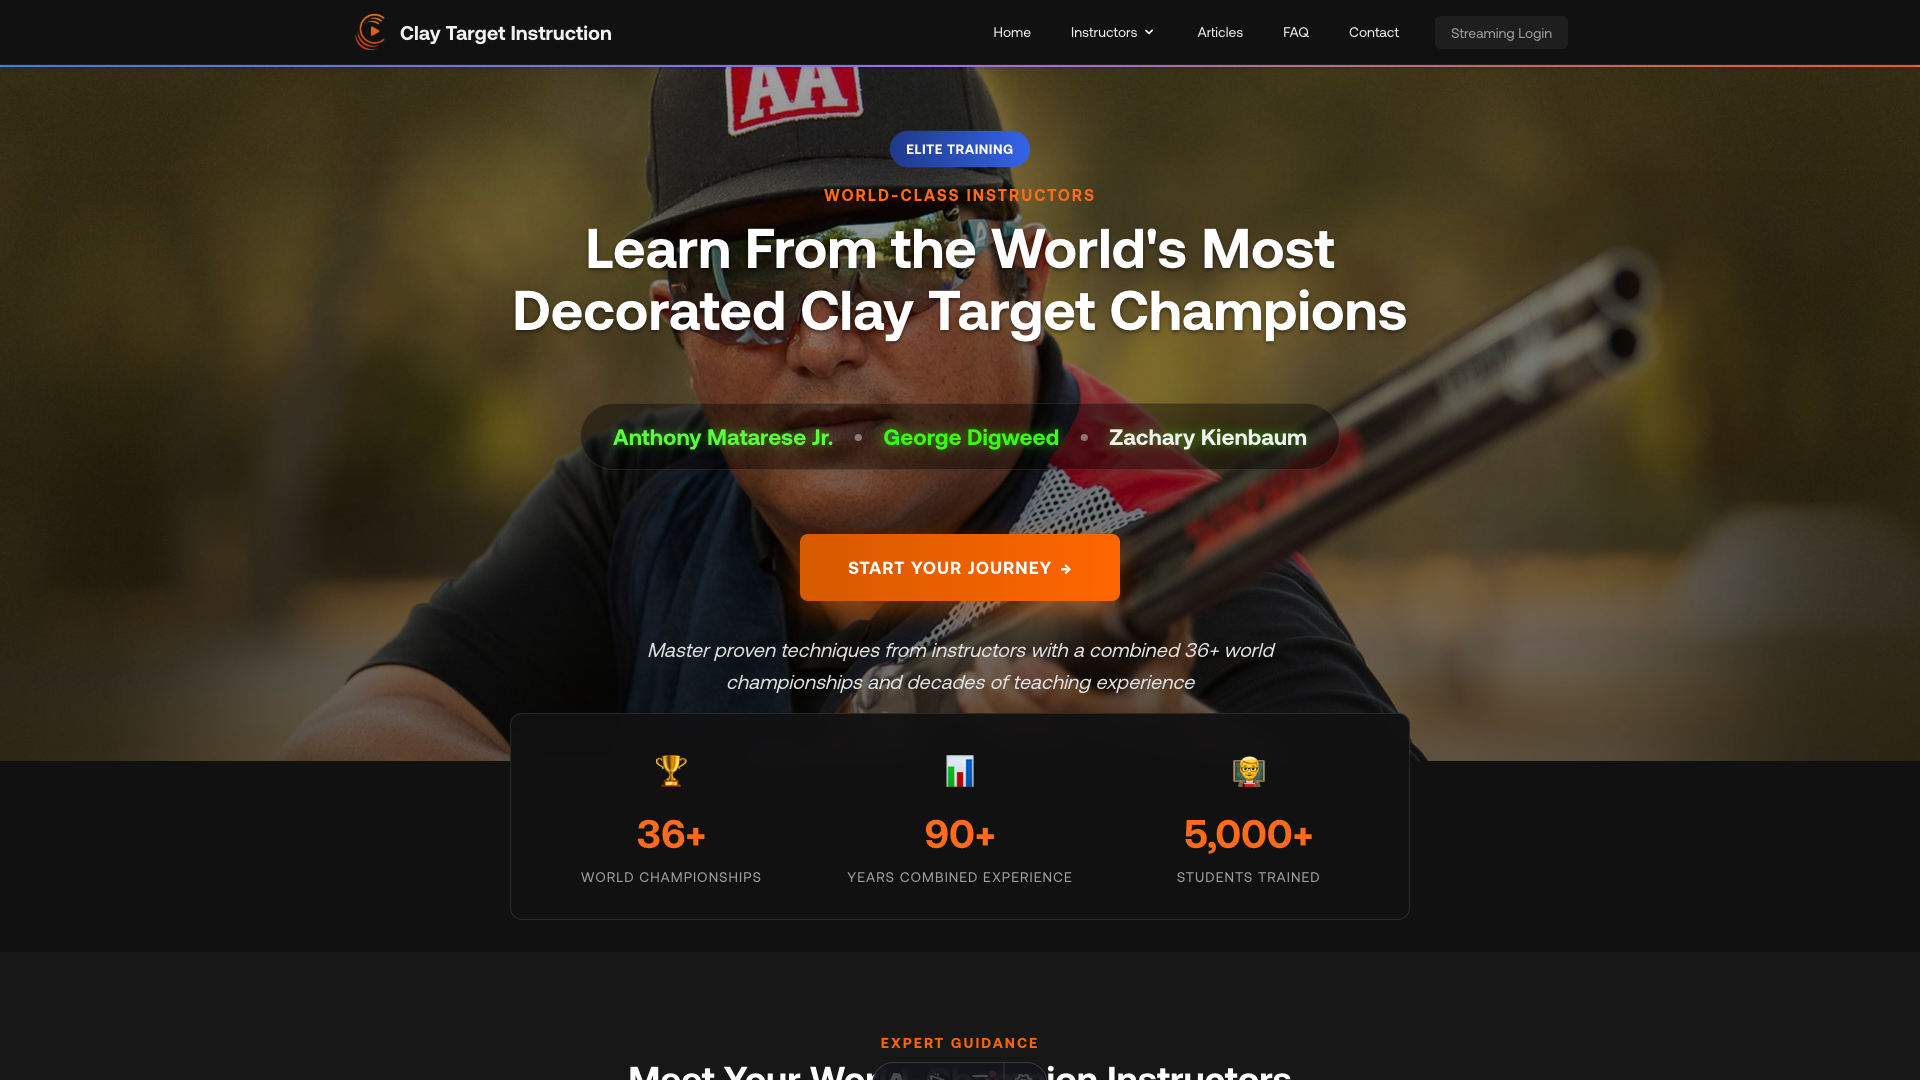 Clay Target Instruction
Home
Instructors
Articles
FAQ
Contact
Streaming Login
AA
ELITE TRAINING
WORLD-CLASS INSTRUCTORS
Learn From the World's Most
Decorated Clay Target Champions
Anthony Matarese Jr. • George Digweed • Zachary Kienbaum
START YOUR JOURNEY →
Master proven techniques from instructors with a combined 36+ world
championships and decades of teaching experience
36+
WORLD CHAMPIONSHIPS
90+
YEARS COMBINED EXPERIENCE
5,000+
STUDENTS TRAINED
EXPERT GUIDANCE
Meet Your
Instructors